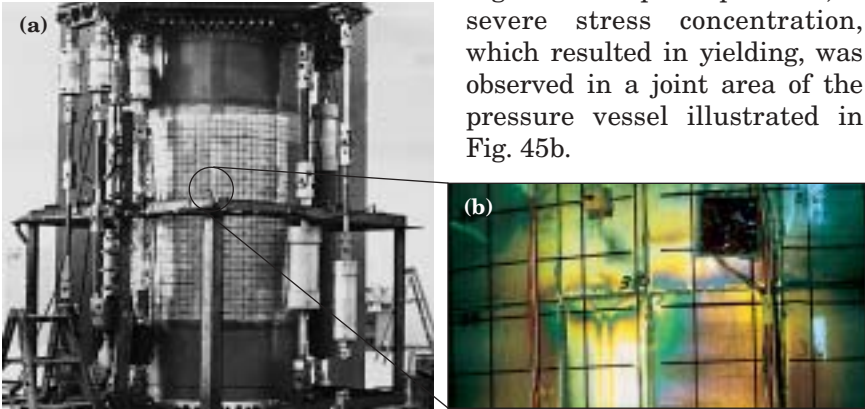 (a)
severe stress concentration,
which resulted in yielding, was
observed in a joint area of the
pressure vessel illustrated in
Fig. 45b.
(b)